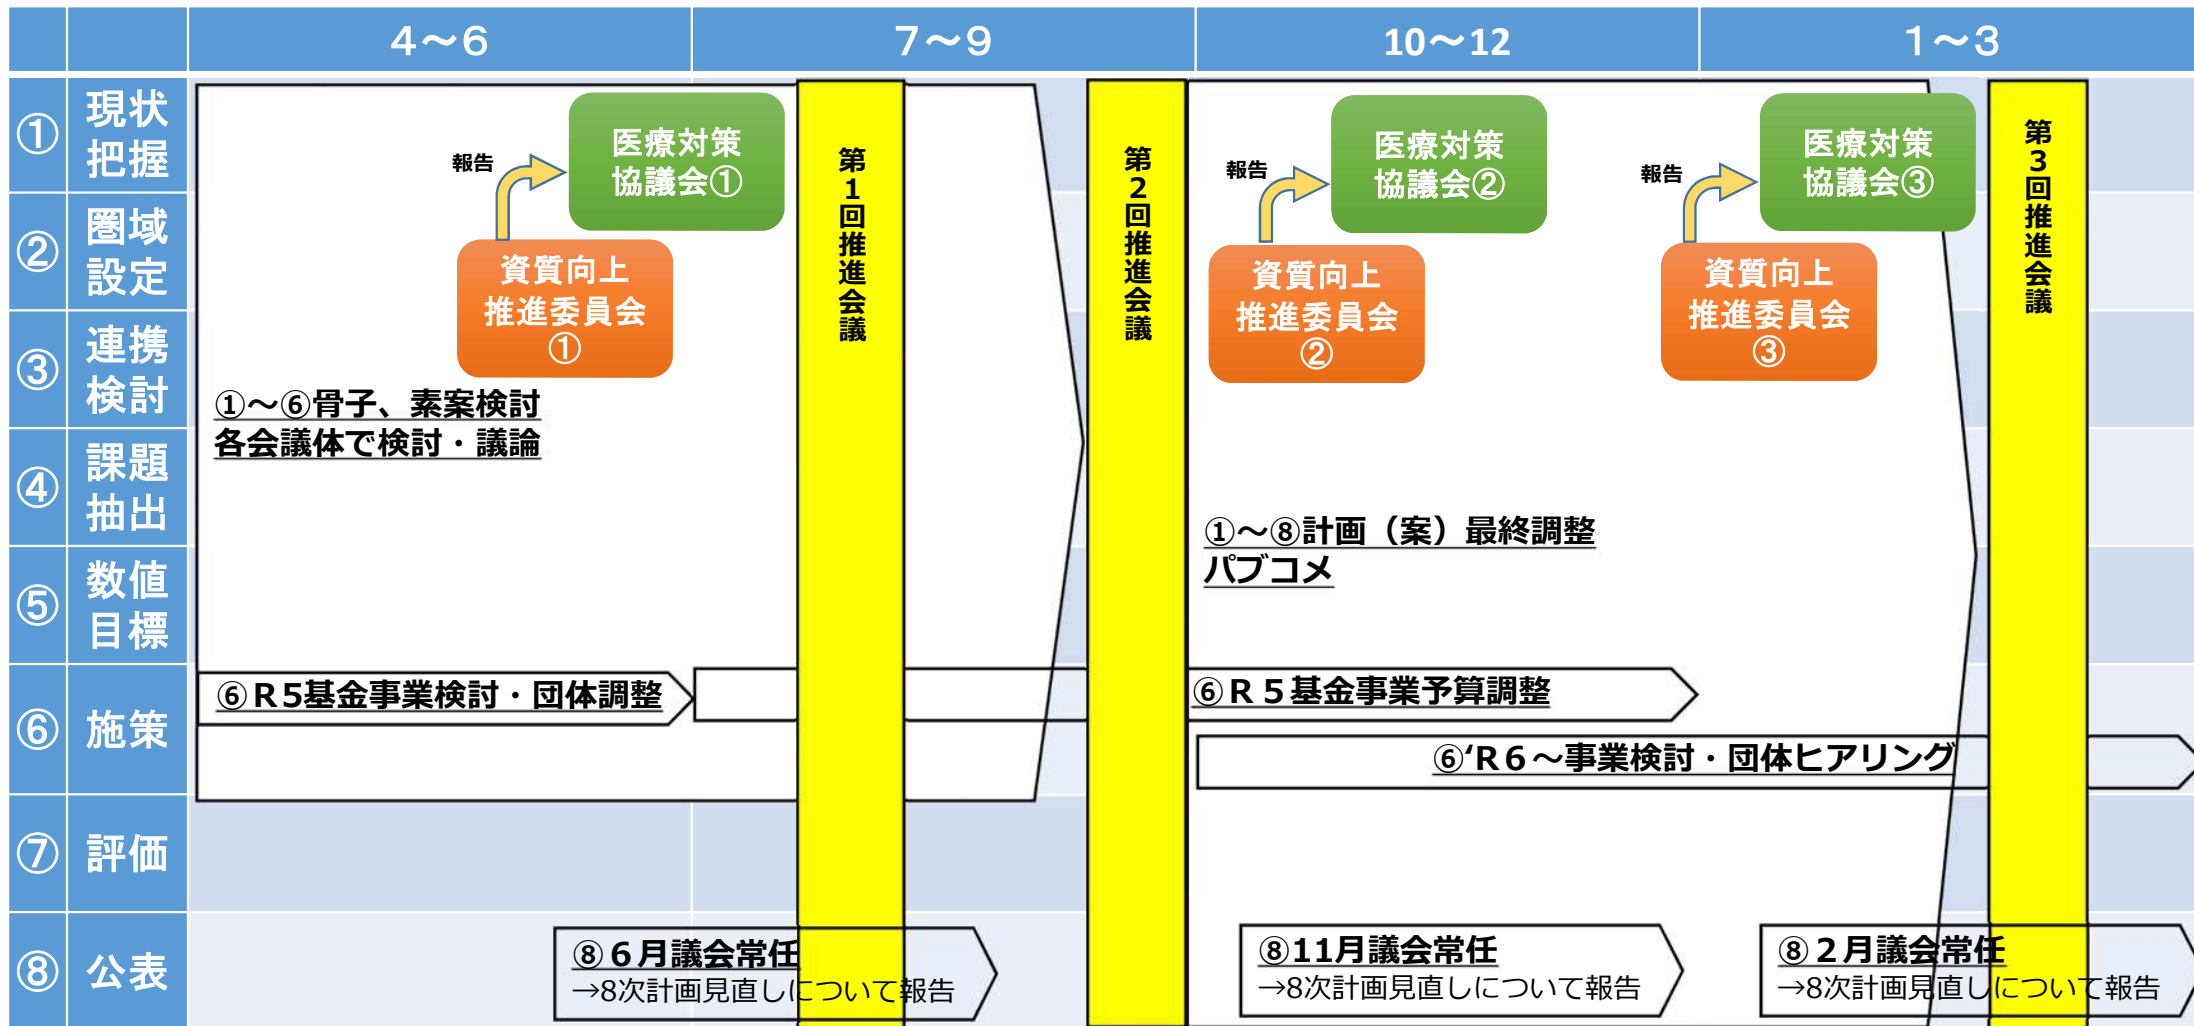 4～6
7～9
10～12
1～3
①
現状
把握
②
圏域
設定
③
連携
検討
④
課題
抽出
⑤
数値
目標
⑥
施策
⑦
評価
⑧
公表
報告
医療対策
協議会①
資質向上
推進委員会
①
第1回推進会議
第2回推進会議
報告
医療対策
協議会②
資質向上
推進委員会
②
報告
医療対策
協議会③
資質向上
推進委員会
③
第3回推進会議
①～⑥骨子、素案検討
各会議体で検討・議論
①～⑧計画（案）最終調整
パブコメ
⑥R5基金事業検討・団体調整
⑥R５基金事業予算調整
⑥‘R６～事業検討・団体ヒアリング
⑧６月議会常任
→8次計画見直しについて報告
⑧11月議会常任
→8次計画見直しについて報告
⑧２月議会常任
→8次計画見直しについて報告